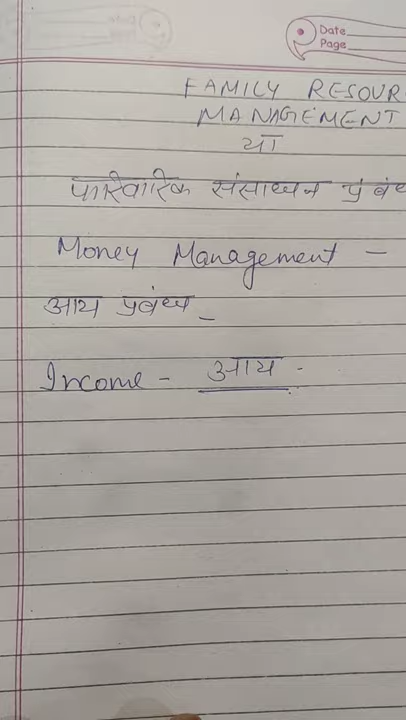 Date
Page
FAMILY RESOUR
MANAGEMENT
या
पारिवारिक संसाधन प्रबंध
Money Management -
आय प्रबंध -
Income - आय -